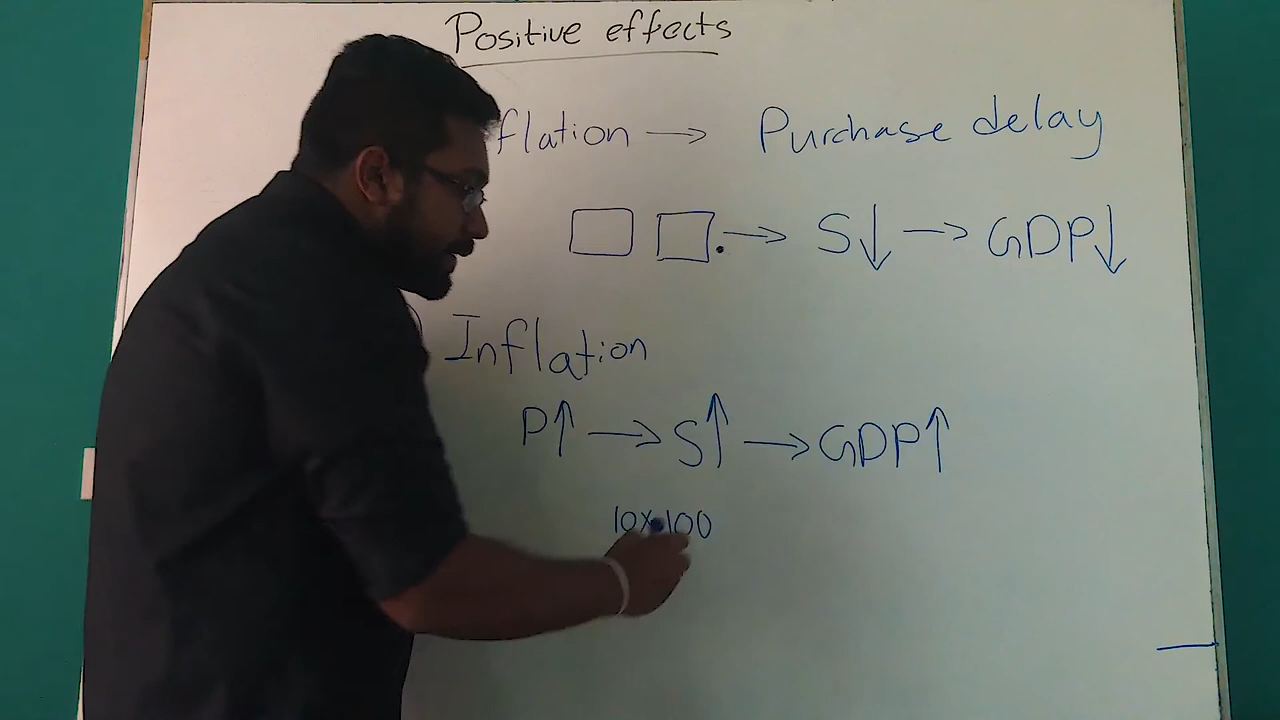 Positive effects
flation → Purchase delay
→ S↓ → GDP↓
Inflation
P↑ → S↑ → GDP↑
10x100